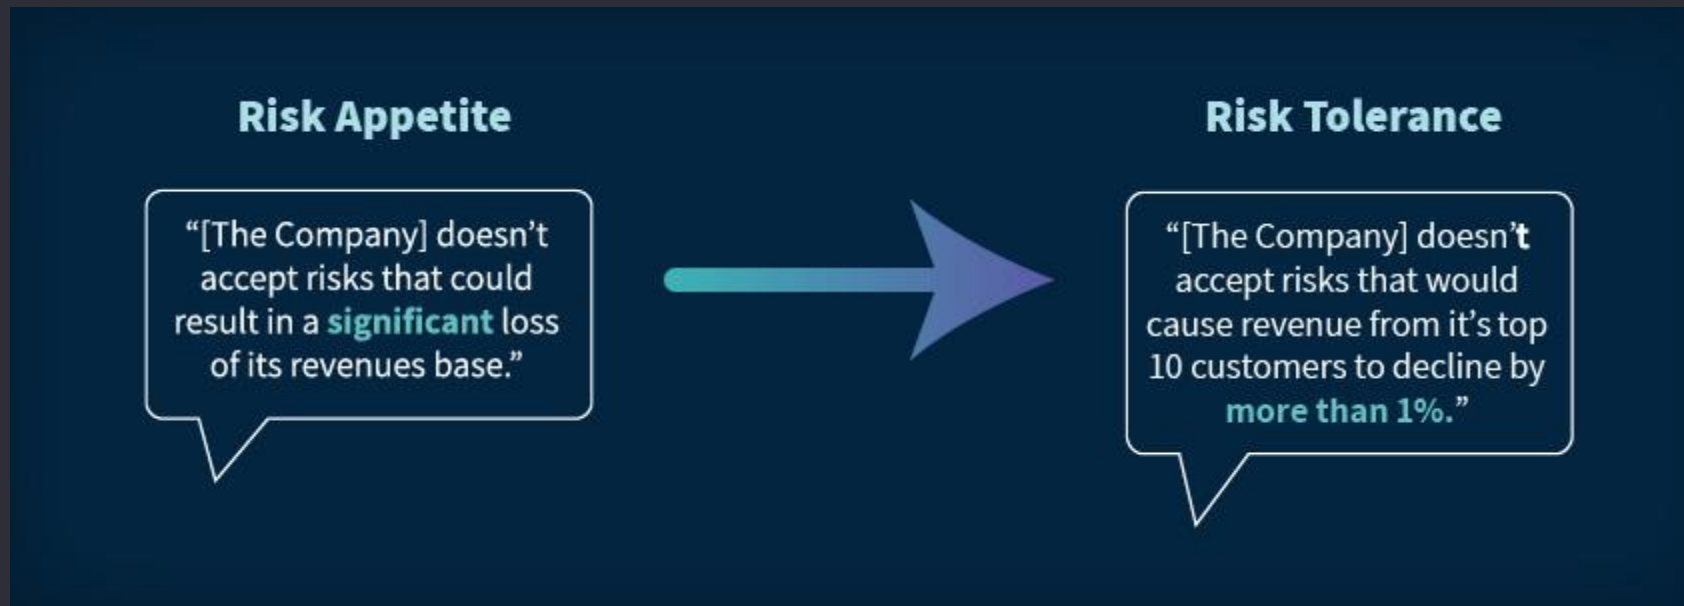 Risk Appetite
“[The Company] doesn’t
accept risks that could
result in a significant loss
of its revenues base.”
Risk Tolerance
“[The Company] doesn’t
accept risks that would
cause revenue from it’s top
10 customers to decline by
more than 1%.”